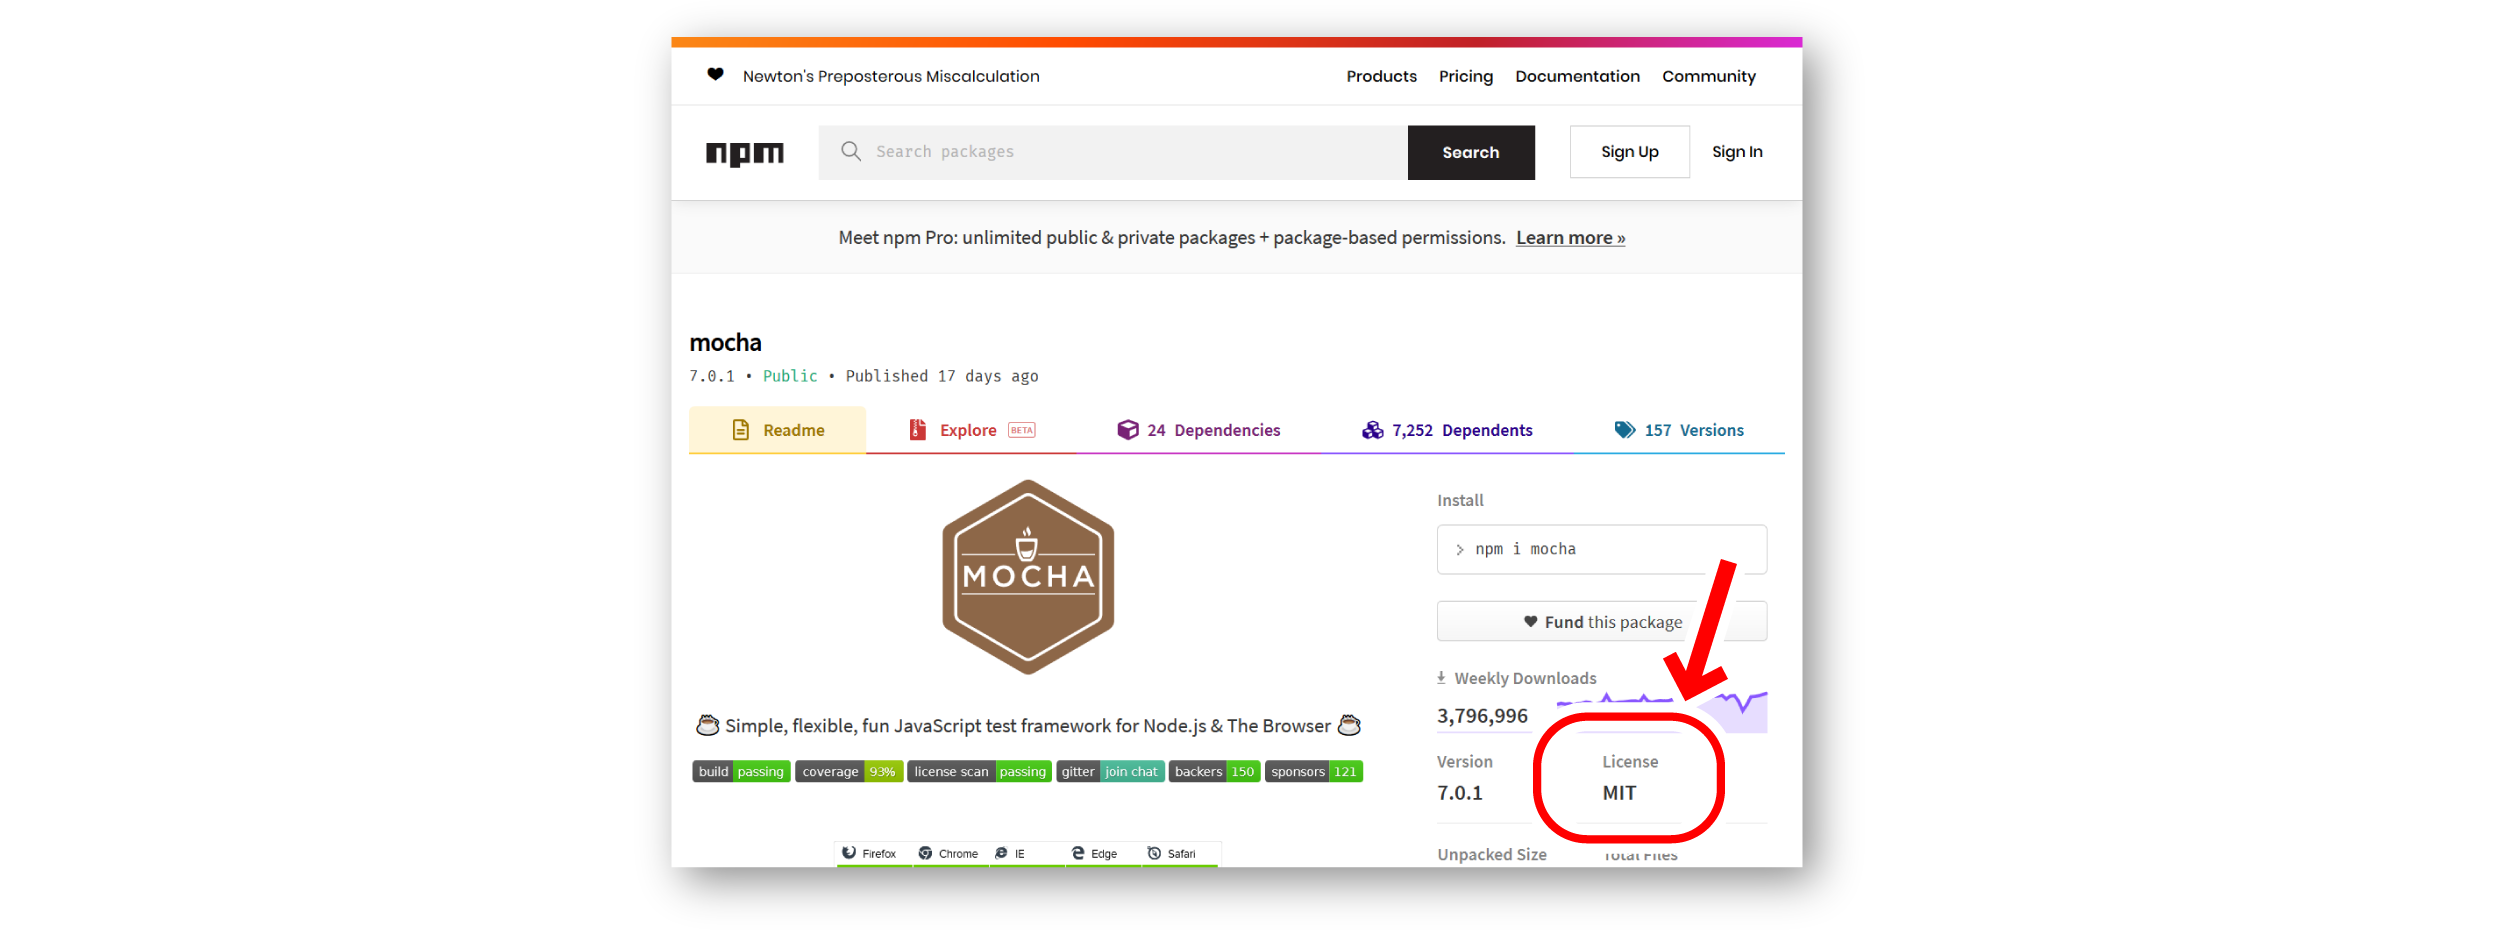 Newton's Preposterous Miscalculation
Products Pricing Documentation Community
npm
Search packages
Search
Sign Up
Sign In
Meet npm Pro: unlimited public & private packages + package-based permissions. Learn more »
mocha
7.0.1 • Public • Published 17 days ago
Readme
Explore BETA
24 Dependencies
7,252 Dependents
157 Versions
MOCHA
Simple, flexible, fun JavaScript test framework for Node.js & The Browser
build passing coverage 93% license scan passing gitter join chat backers 150 sponsors 121
Firefox Chrome IE Edge Safari
Install
> npm i mocha
Fund this package
Weekly Downloads
3,796,996
Version
7.0.1
License
MIT
Unpacked Size
Total Files